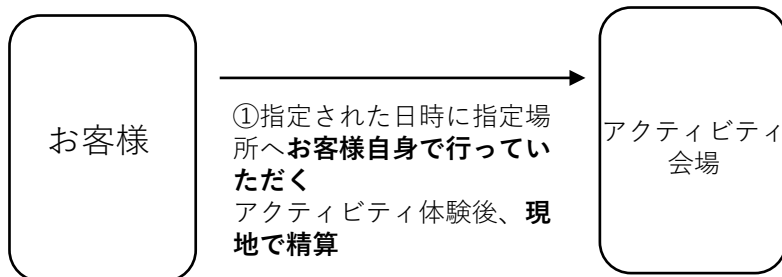 お客様
①指定された日時に指定場
所へお客様自身で行ってい
ただく
アクティビティ体験後、現
地で精算
アクティビティ
会場